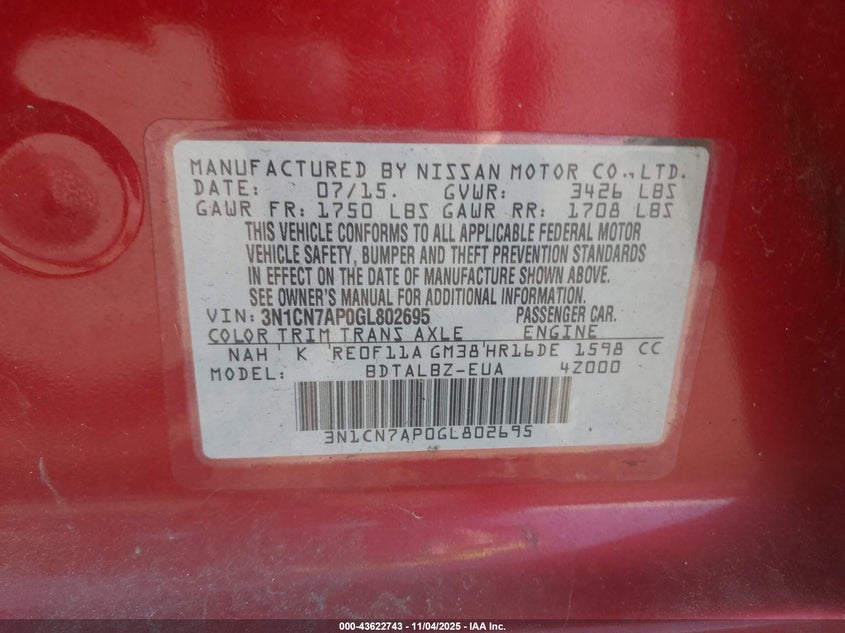 MANUFACTURED BY NISSAN MOTOR CO.,LTD.
DATE: 07/15. GVWR: 3426 LBS
GAWR FR: 1750 LBS GAWR RR: 1708 LBS
THIS VEHICLE CONFORMS TO ALL APPLICABLE FEDERAL MOTOR
VEHICLE SAFETY, BUMPER AND THEFT PREVENTION STANDARDS
IN EFFECT ON THE DATE OF MANUFACTURE SHOWN ABOVE.
SEE OWNER'S MANUAL FOR ADDITIONAL INFORMATION.
VIN: 3N1CN7AP0GL802695 PASSENGER CAR.
COLOR TRIM TRANS AXLE ENGINE
NAH K RE0F11A GM38 HR16DE 1598 CC
MODEL: BDTALBZ-EUA 4Z000
3N1CN7AP0GL802695
000-43622743 - 11/04/2025 - IAA Inc.